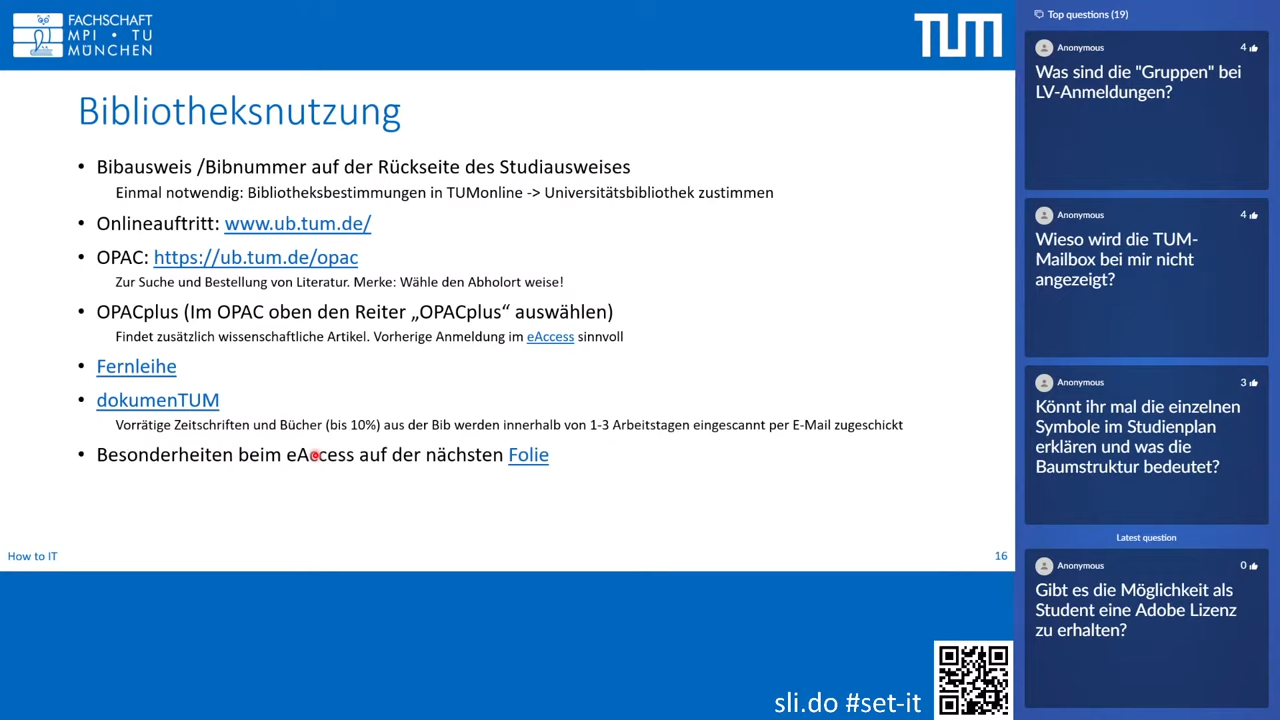 FACHSCHAFT
MPI • TU
MÜNCHEN
TUM
Bibliotheksnutzung
• Bibausweis /Bibnummer auf der Rückseite des Studiausweises
Einmal notwendig: Bibliotheksbestimmungen in TUMonline -> Universitätsbibliothek zustimmen
• Onlineauftritt: www.ub.tum.de/
• OPAC: https://ub.tum.de/opac
Zur Suche und Bestellung von Literatur. Merke: Wähle den Abholort weise!
• OPACplus (Im OPAC oben den Reiter „OPACplus“ auswählen)
Findet zusätzlich wissenschaftliche Artikel. Vorherige Anmeldung im eAccess sinnvoll
• Fernleihe
• dokumenTUM
Vorrätige Zeitschriften und Bücher (bis 10%) aus der Bib werden innerhalb von 1-3 Arbeitstagen eingescannt per E-Mail zugeschickt
• Besonderheiten beim eAccess auf der nächsten Folie
How to IT
16
sli.do #set-it
Top questions (19)
Anonymous
4
Was sind die "Gruppen" bei
LV-Anmeldungen?
Anonymous
4
Wieso wird die TUM-
Mailbox bei mir nicht
angezeigt?
Anonymous
3
Könnt ihr mal die einzelnen
Symbole im Studienplan
erklären und was die
Baumstruktur bedeutet?
Latest question
Anonymous
0
Gibt es die Möglichkeit als
Student eine Adobe Lizenz
zu erhalten?